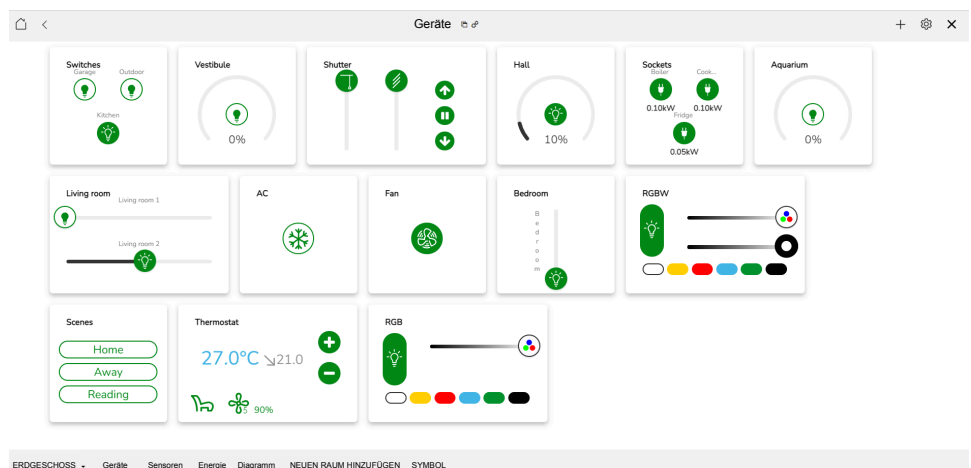 Geräte
Switches
Garage
Outdoor
Kitchen
Vestibule
0%
Shutter
Hall
10%
Sockets
Boiler
Cook...
0.10kW
0.10kW
Fridge
0.05kW
Aquarium
0%
Living room
Living room 1
Living room 2
AC
Fan
Bedroom
Bedroom
RGBW
Scenes
Home
Away
Reading
Thermostat
27.0°C
21.0
5
90%
RGB
ERDGESCHOSS Geräte Sensoren Energie Diagramm NEUEN RAUM HINZUFÜGEN SYMBOL